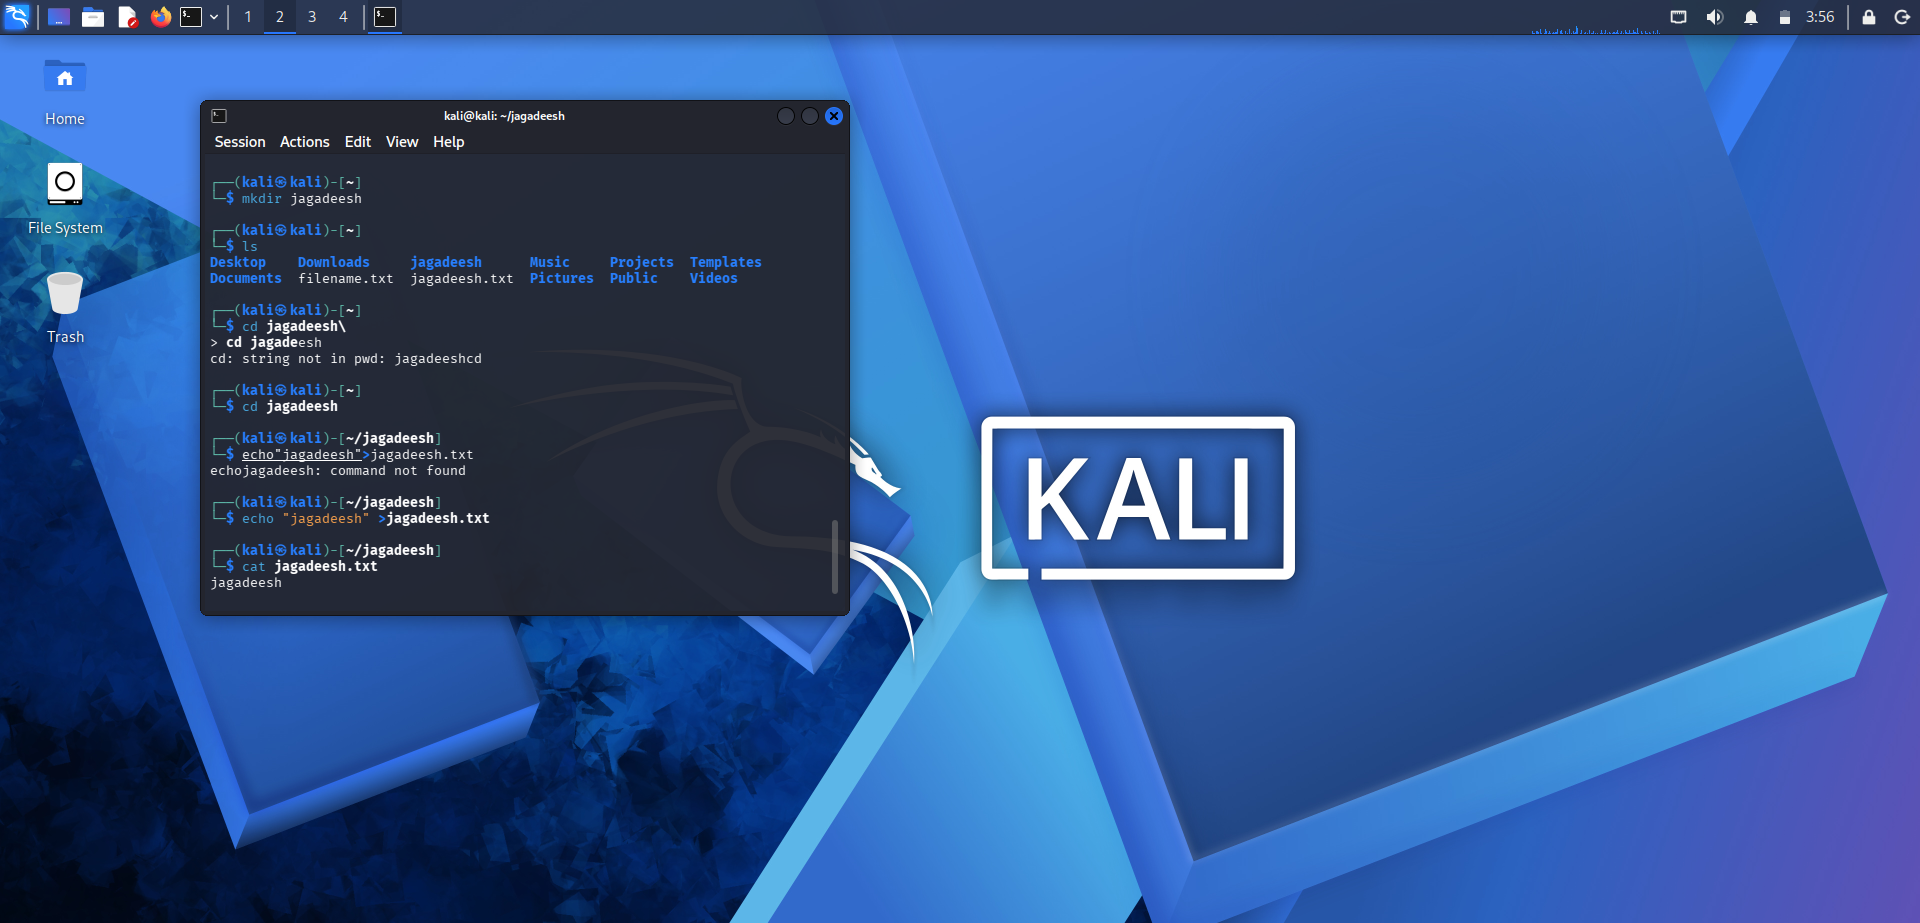 1 2 3 4 3:56
Home
File System
Trash
kali@kali: ~/jagadeesh
Session Actions Edit View Help
┌──(kali㉿kali)-[~]
└─$ mkdir jagadeesh
┌──(kali㉿kali)-[~]
└─$ ls
Desktop Downloads jagadeesh Music Projects Templates
Documents filename.txt jagadeesh.txt Pictures Public Videos
┌──(kali㉿kali)-[~]
└─$ cd jagadeesh\
> cd jagadeesh
cd: string not in pwd: jagadeeshcd
┌──(kali㉿kali)-[~]
└─$ cd jagadeesh
┌──(kali㉿kali)-[~/jagadeesh]
└─$ echo"jagadeesh">jagadeesh.txt
echojagadeesh: command not found
┌──(kali㉿kali)-[~/jagadeesh]
└─$ echo "jagadeesh" >jagadeesh.txt
┌──(kali㉿kali)-[~/jagadeesh]
└─$ cat jagadeesh.txt
jagadeesh
KALI